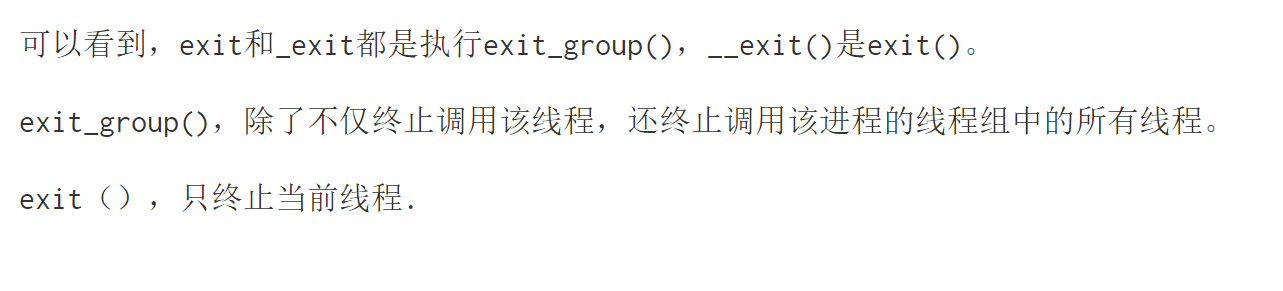 可以看到，exit和_exit都是执行exit_group()，__exit()是exit()。
exit_group()，除了不仅终止调用该线程，还终止调用该进程的线程组中的所有线程。
exit（），只终止当前线程.